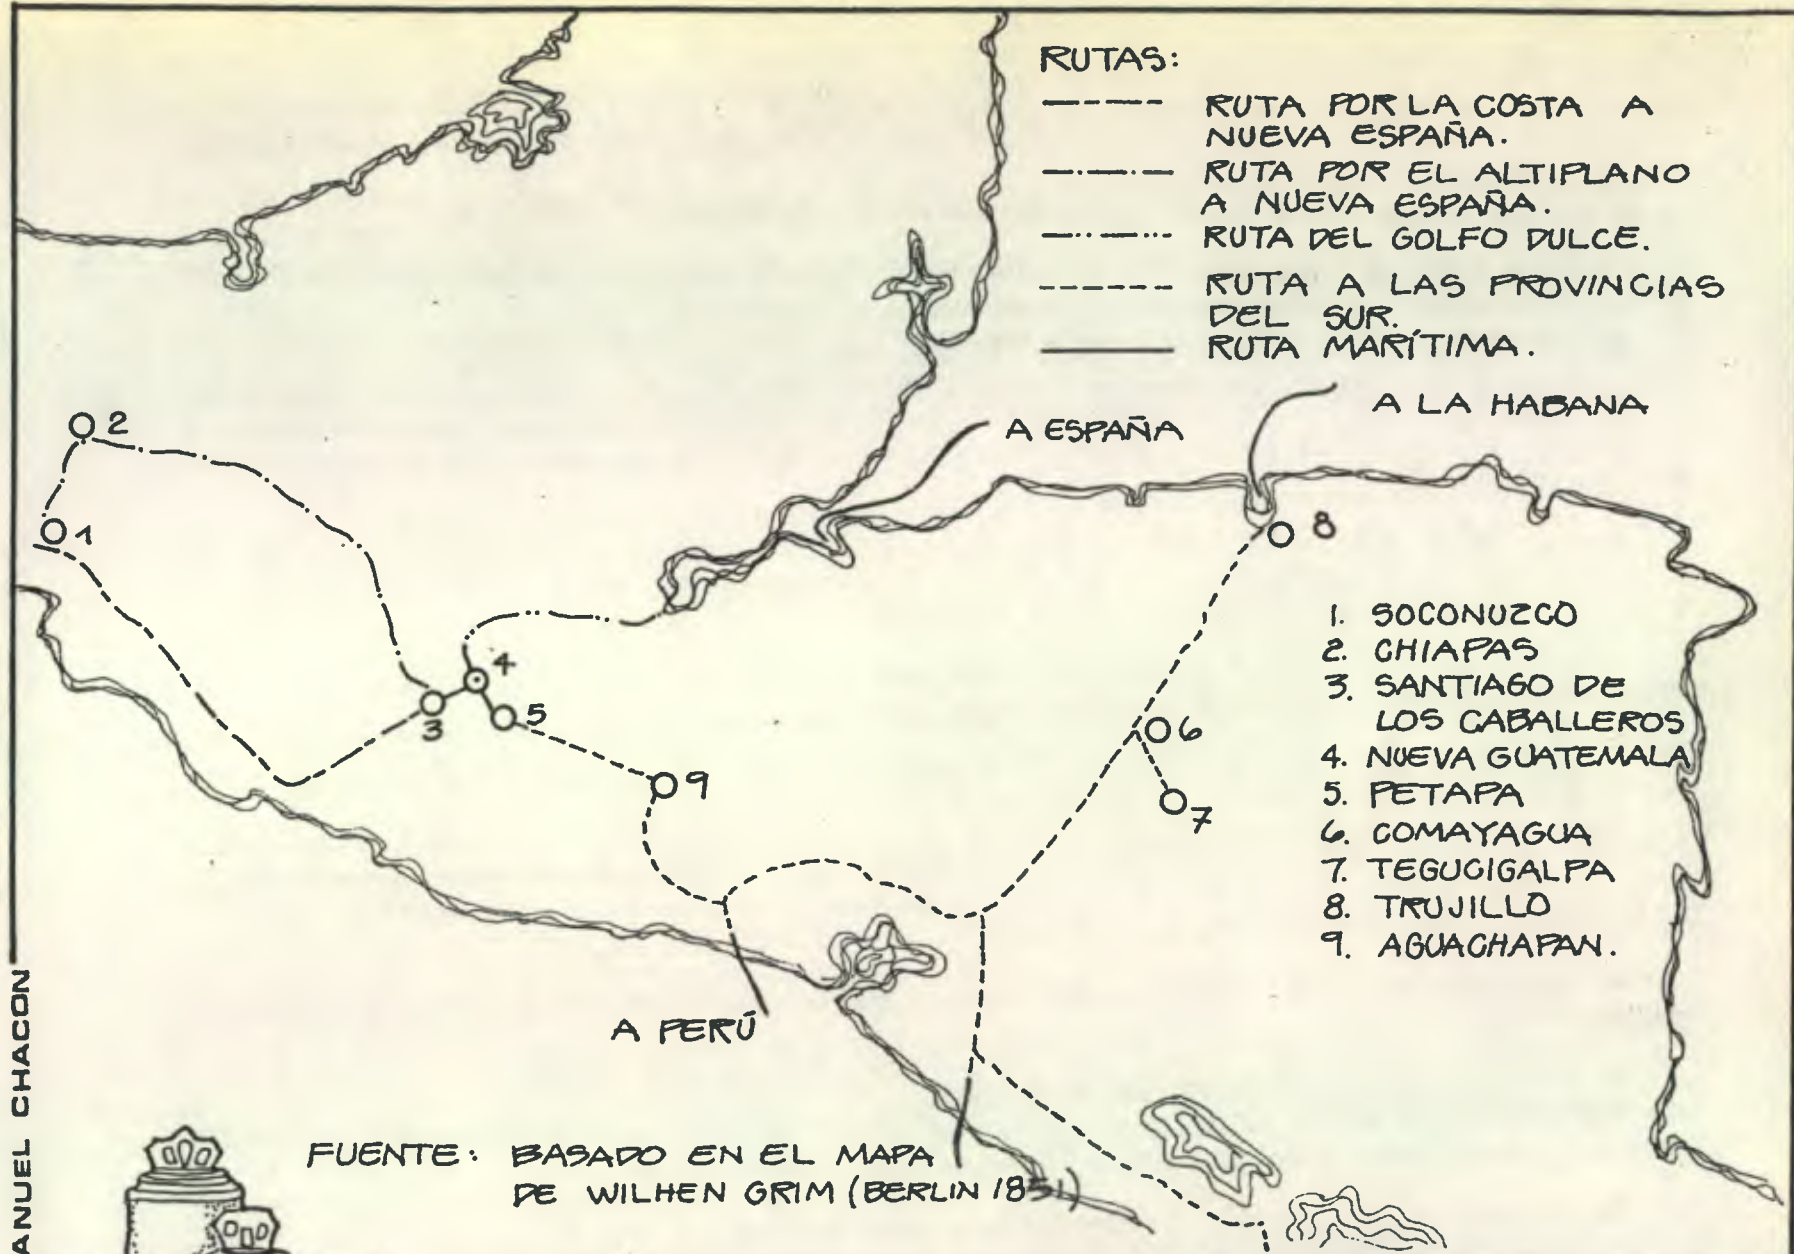 RUTAS:
RUTA POR LA COSTA A
NUEVA ESPAÑA.
RUTA POR EL ALTIPLANO
A NUEVA ESPAÑA.
RUTA DEL GOLFO DULCE.
RUTA A LAS PROVINCIAS
DEL SUR.
RUTA MARÍTIMA.
A LA HABANA
A ESPAÑA
2
1
8
4
3
5
6
9
7
1. SOCONUZCO
2. CHIAPAS
3. SANTIAGO DE
LOS CABALLEROS
4. NUEVA GUATEMALA
5. PETAPA
6. COMAYAGUA
7. TEGUCIGALPA
8. TRUJILLO
9. AGUACHAPAN.
A PERÚ
FUENTE: BASADO EN EL MAPA
DE WILHEN GRIM (BERLIN 1851)
ANUEL CHACON